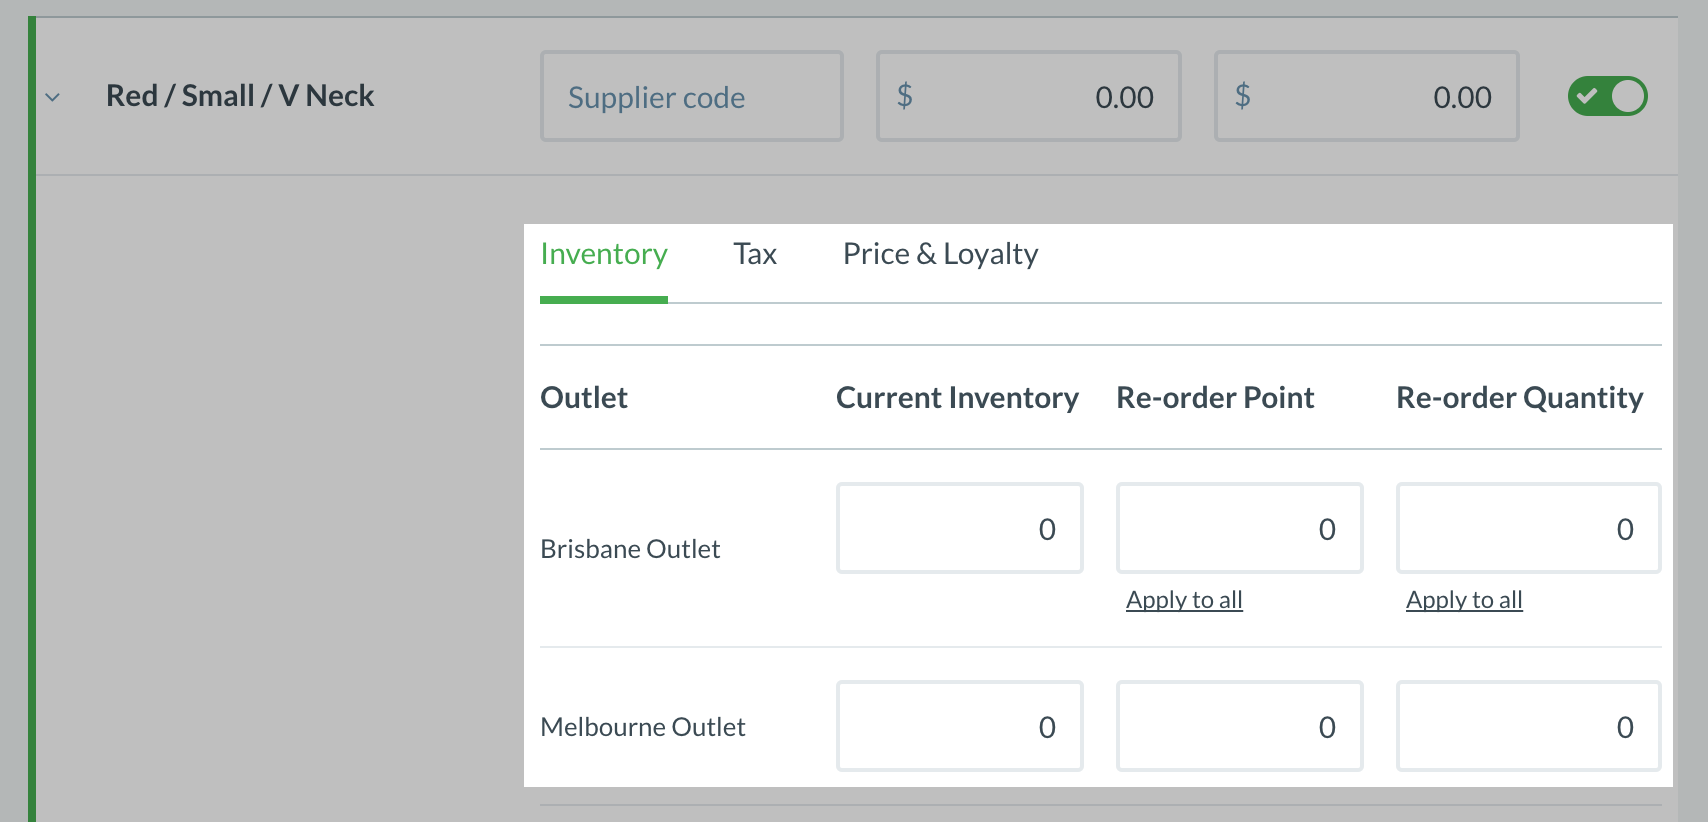 Red / Small / V Neck Supplier code $ 0.00 $ 0.00
Inventory Tax Price & Loyalty
Outlet Current Inventory Re-order Point Re-order Quantity
Brisbane Outlet 0 0 0
Apply to all Apply to all
Melbourne Outlet 0 0 0